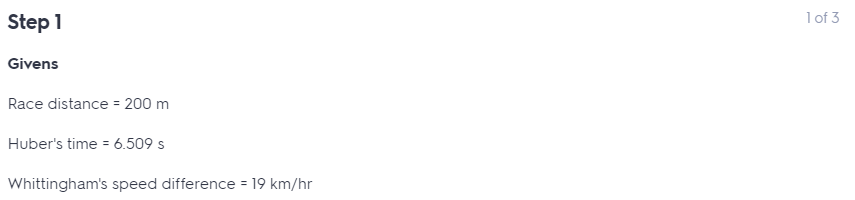 Step 1
1 of 3
Givens
Race distance = 200 m
Huber's time = 6.509 s
Whittingham's speed difference = 19 km/hr